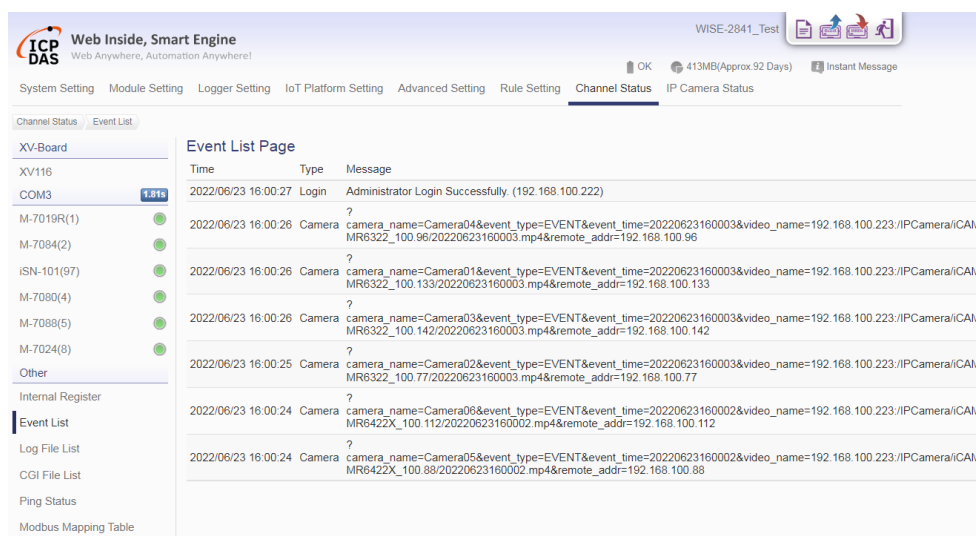 ICP
DAS
Web Inside, Smart Engine
Web Anywhere, Automation Anywhere!
WISE-2841_Test
OK
413MB(Approx.92 Days)
Instant Message
System Setting Module Setting Logger Setting IoT Platform Setting Advanced Setting Rule Setting Channel Status IP Camera Status
Channel Status Event List
XV-Board
XV116
COM3 1.81s
M-7019R(1)
M-7084(2)
iSN-101(97)
M-7080(4)
M-7088(5)
M-7024(8)
Other
Internal Register
Event List
Log File List
CGI File List
Ping Status
Modbus Mapping Table
Event List Page
Time Type Message
2022/06/23 16:00:27 Login Administrator Login Successfully. (192.168.100.222)
?
2022/06/23 16:00:26 Camera camera_name=Camera04&event_type=EVENT&event_time=20220623160003&video_name=192.168.100.223:/IPCamera/iCAM
MR6322_100.96/20220623160003.mp4&remote_addr=192.168.100.96
?
2022/06/23 16:00:26 Camera camera_name=Camera01&event_type=EVENT&event_time=20220623160003&video_name=192.168.100.223:/IPCamera/iCAM
MR6322_100.133/20220623160003.mp4&remote_addr=192.168.100.133
?
2022/06/23 16:00:26 Camera camera_name=Camera03&event_type=EVENT&event_time=20220623160003&video_name=192.168.100.223:/IPCamera/iCAM
MR6322_100.142/20220623160003.mp4&remote_addr=192.168.100.142
?
2022/06/23 16:00:25 Camera camera_name=Camera02&event_type=EVENT&event_time=20220623160003&video_name=192.168.100.223:/IPCamera/iCAM
MR6322_100.77/20220623160003.mp4&remote_addr=192.168.100.77
?
2022/06/23 16:00:24 Camera camera_name=Camera06&event_type=EVENT&event_time=20220623160002&video_name=192.168.100.223:/IPCamera/iCAM
MR6422X_100.112/20220623160002.mp4&remote_addr=192.168.100.112
?
2022/06/23 16:00:24 Camera camera_name=Camera05&event_type=EVENT&event_time=20220623160002&video_name=192.168.100.223:/IPCamera/iCAM
MR6422X_100.88/20220623160002.mp4&remote_addr=192.168.100.88